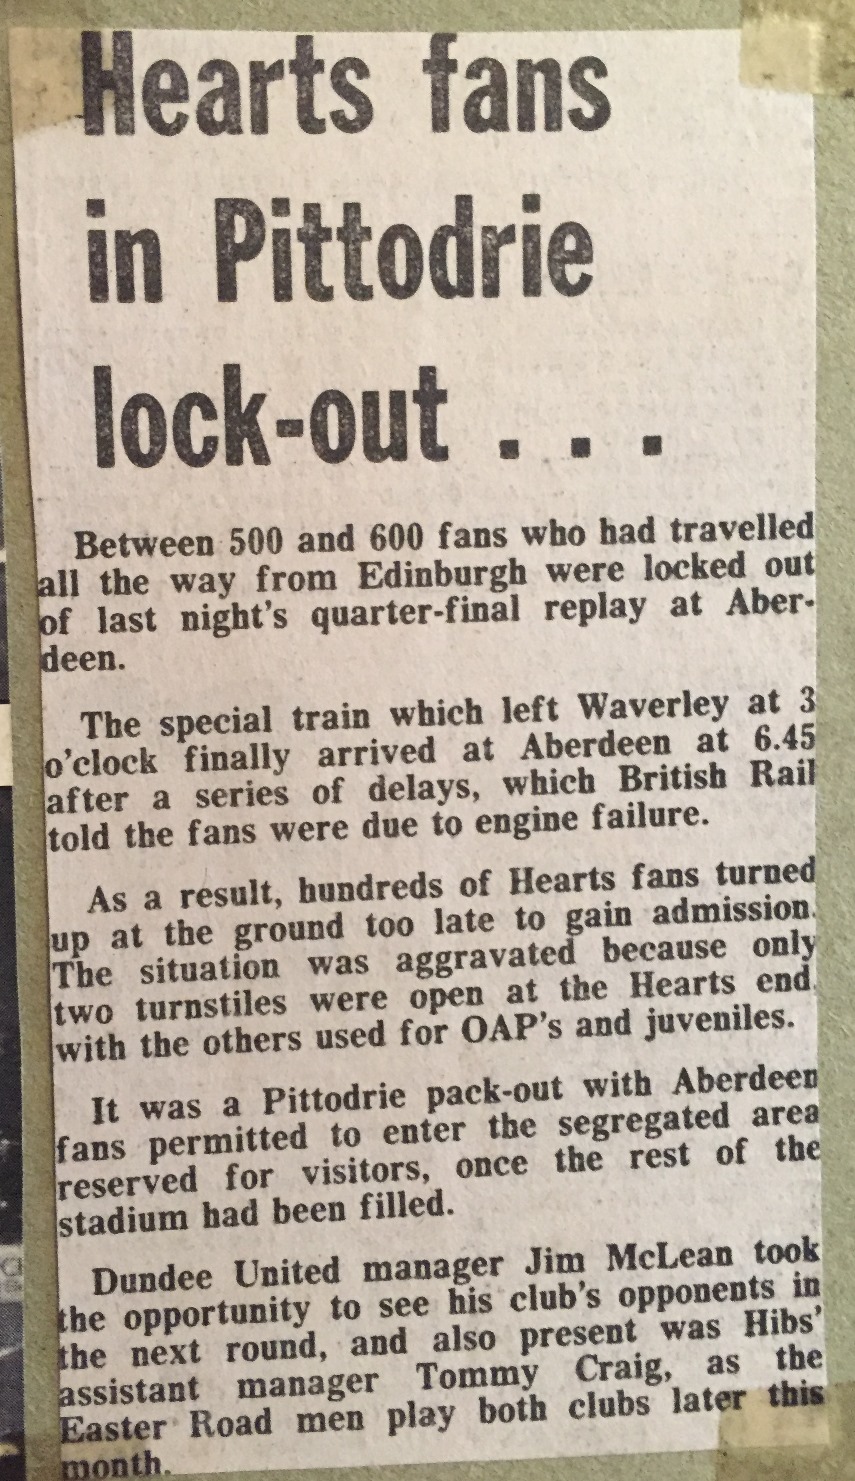 Hearts fans
in Pittodrie
lock-out . . .
Between 500 and 600 fans who had travelled
all the way from Edinburgh were locked out
of last night's quarter-final replay at Aber-
deen.
The special train which left Waverley at 3
o'clock finally arrived at Aberdeen at 6.45
after a series of delays, which British Rail
told the fans were due to engine failure.
As a result, hundreds of Hearts fans turned
up at the ground too late to gain admission.
The situation was aggravated because only
two turnstiles were open at the Hearts end
with the others used for OAP's and juveniles.
It was a Pittodrie pack-out with Aberdeen
fans permitted to enter the segregated area
reserved for visitors, once the rest of the
stadium had been filled.
Dundee United manager Jim McLean took
the opportunity to see his club's opponents in
the next round, and also present was Hibs'
assistant manager Tommy Craig, as the
Easter Road men play both clubs later this
month.